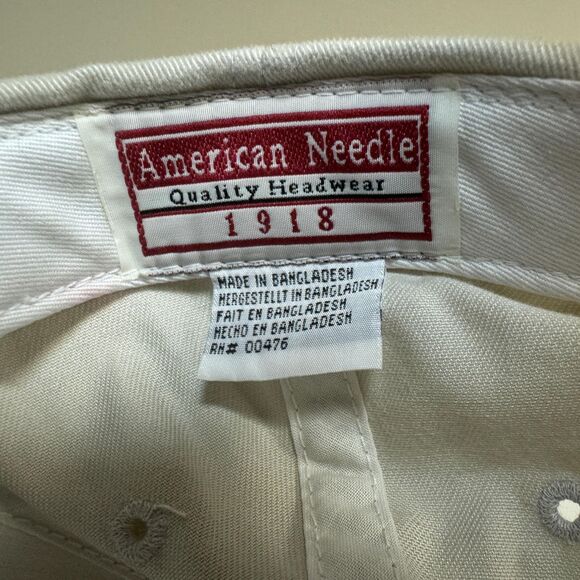 American Needle
Quality Headwear
1918
MADE IN BANGLADESH
HERGESTELLT IN BANGLADESH
FAIT EN BANGLADESH
HECHO EN BANGLADESH
RN# 00476